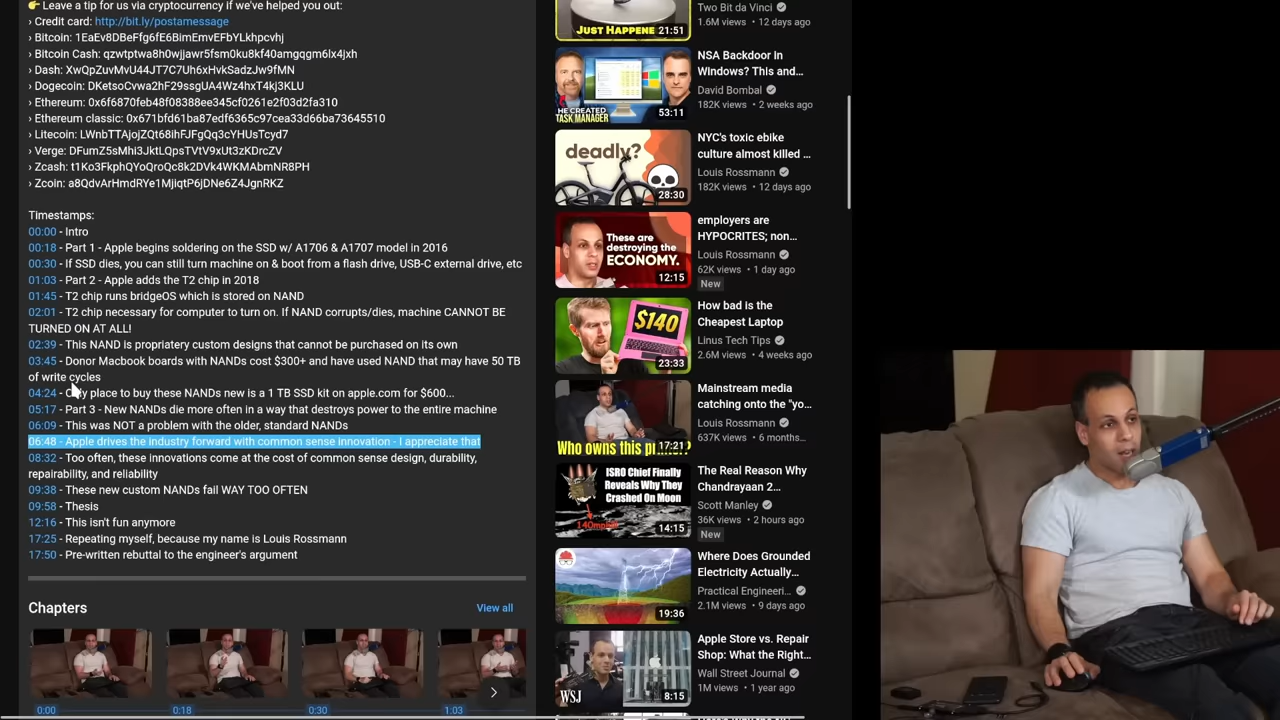 👉 Leave a tip for us via cryptocurrency if we've helped you out:
› Credit card: http://bit.ly/postamessage
› Bitcoin:
› Bitcoin Cash:
› Dash:
› Dogecoin:
› Ethereum:
› Ethereum Classic:
› Litecoin:
› Verge:
› Zcash:
› Zcoin:
Timestamps:
00:00 - Intro
00:18 - Part 1 - Apple begins soldering on the SSD w/ A1706 & A1707 model in 2016
00:30 - If SSD dies, you can still turn machine on & boot from a flash drive, USB-C external drive, etc
01:03 - Part 2 - Apple adds the T2 chip in 2018
01:45 - T2 chip runs BridgeOS which is stored on NAND
02:01 - T2 chip necessary for computer to turn on. If NAND corrupts/dies, machine CANNOT BE
TURNED ON AT ALL!
02:39 - This NAND is propriatery custom designs that cannot be purchased on its own
03:45 - Donor Macbook boards with NANDs cost $300+ and have used NAND that may have 50 TB
of write cycles
04:24 - Only place to buy these NANDs new is a 1 TB SSD kit on apple.com for $600...
05:17 - Part 3 - New NANDs die more often in a way that destroys power to the entire machine
06:09 - This was NOT a problem with the older, standard NANDs
06:48 - Apple drives the industry forward with common sense innovation - I appreciate that
08:32 - Too often, these innovations come at the cost of common sense design, durability,
repairability, and reliability
09:38 - These new custom NANDs fail WAY TOO OFTEN
09:58 - Thesis
12:16 - This isn't fun anymore
17:25 - Repeating myself, because my name is Louis Rossmann
17:50 - Pre-written rebuttal to the engineer's argument
Chapters
View all
0:00
0:18
0:30
1:03
JUST HAPPENE
21:51
Two Bit da Vinci
1.6M views • 12 days ago
HE CREATED
TASK MANAGER
53:11
NSA Backdoor in
Windows? This and...
David Bombal
182K views • 2 weeks ago
deadly?
28:30
NYC's toxic ebike
culture almost killed ...
Louis Rossmann
182K views • 12 days ago
These are
destroying the
ECONOMY.
12:15
employers are
HYPOCRITES; non...
Louis Rossmann
62K views • 1 day ago
New
$140
23:33
How bad is the
Cheapest Laptop
Linus Tech Tips
2.6M views • 4 weeks ago
Who owns this printer?
17:21
Mainstream media
catching onto the "yo...
Louis Rossmann
637K views • 6 months...
ISRO Chief Finally
Reveals Why They
Crashed On Moon
14:15
The Real Reason Why
Chandrayaan 2...
Scott Manley
36K views • 2 hours ago
New
19:36
Where Does Grounded
Electricity Actually...
Practical Engineeri...
2.1M views • 9 days ago
WSJ
8:15
Apple Store vs. Repair
Shop: What the Right...
Wall Street Journal
1M views • 1 year ago